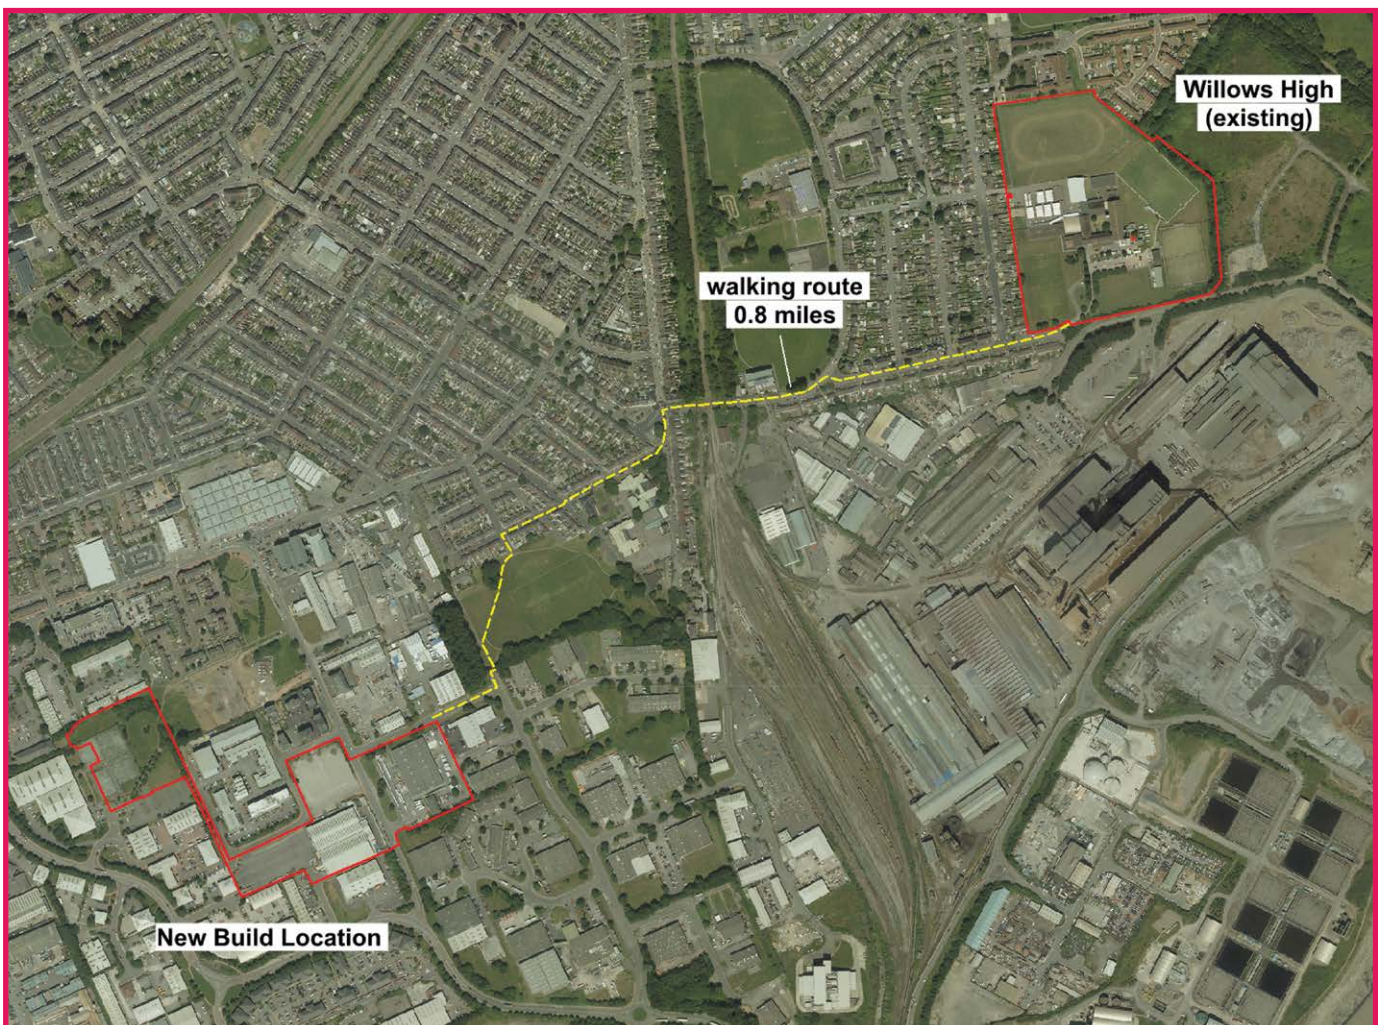 Willows High
(existing)
walking route
0.8 miles
New Build Location